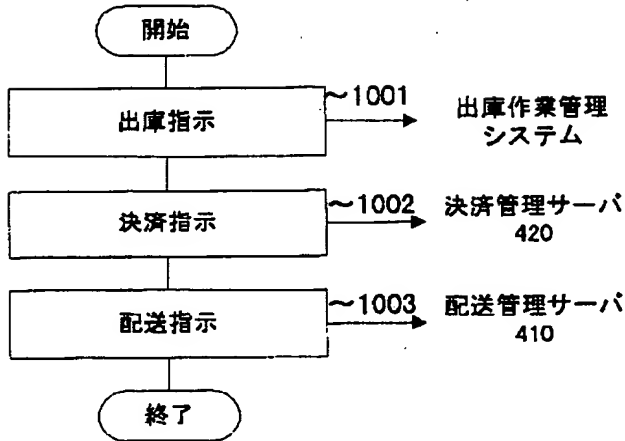 開始
出庫指示
~1001
出庫作業管理
システム
決済指示
~1002
決済管理サーバ
420
配送指示
~1003
配送管理サーバ
410
終了